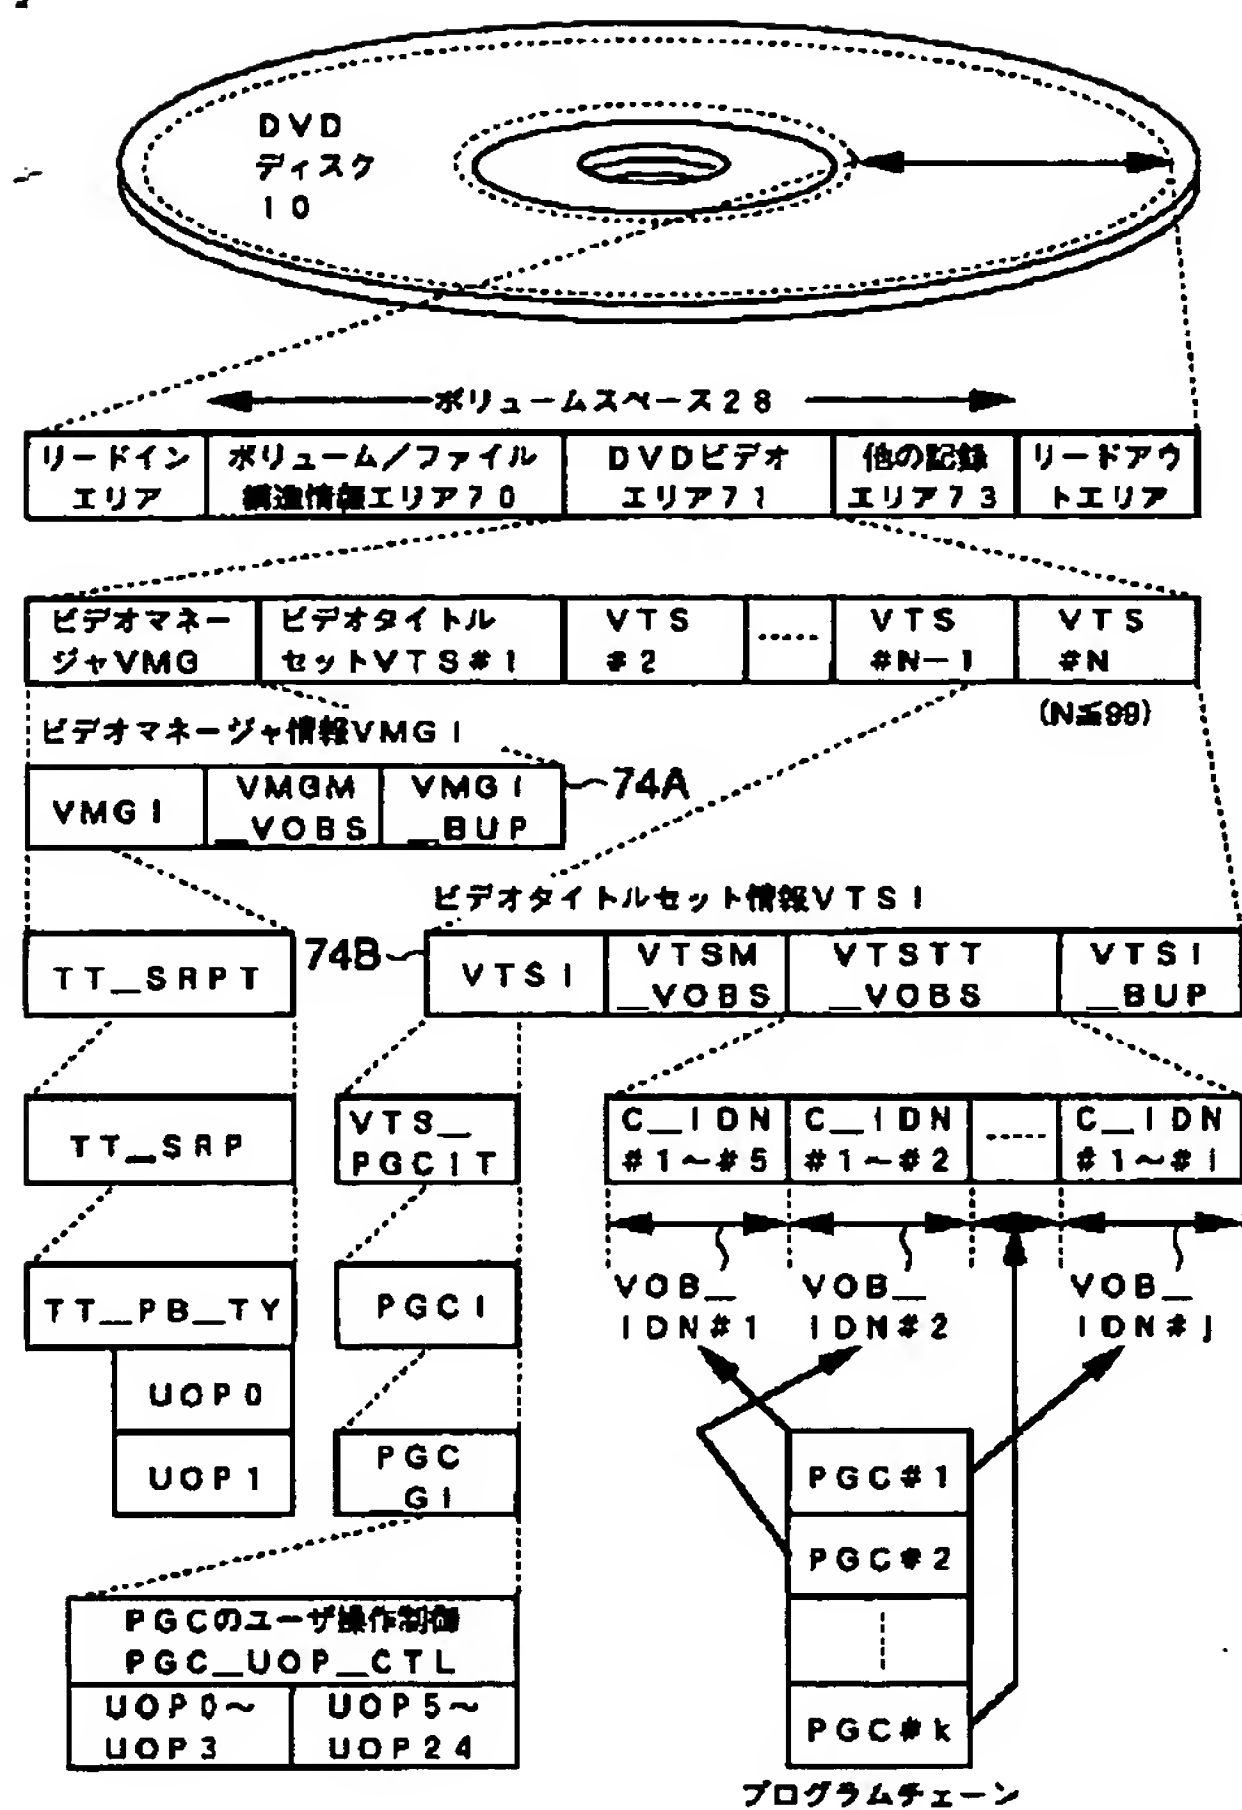 DVD
ディスク
10
ボリュームスペース28
リードイン
エリア
ボリューム/ファイル
構造情報エリア70
DVDビデオ
エリア71
他の記録
エリア73
リードアウ
トエリア
ビデオマネー
ジャVMG
ビデオタイトル
セットVTS#1
VTS
#2
VTS
#N-1
VTS
#N
(N≦99)
ビデオマネージャ情報VMGI
VMGI
VMGM
_VOBS
VMGI
_BUP
74A
ビデオタイトルセット情報VTSI
TT_SRPT
74B
VTSI
VTSM
_VOBS
VTSTT
_VOBS
VTSI
_BUP
TT_SRP
VTS_
PGCIT
C_IDN
#1~#5
C_IDN
#1~#2
C_IDN
#1~#i
TT_PB_TY
PGCI
VOB_
IDN#1
VOB_
IDN#2
VOB_
IDN#j
UOP0
UOP1
PGC
_GI
PGC#1
PGC#2
PGC#k
PGCのユーザ操作制御
PGC_UOP_CTL
UOP0~
UOP3
UOP5~
UOP24
プログラムチェーン